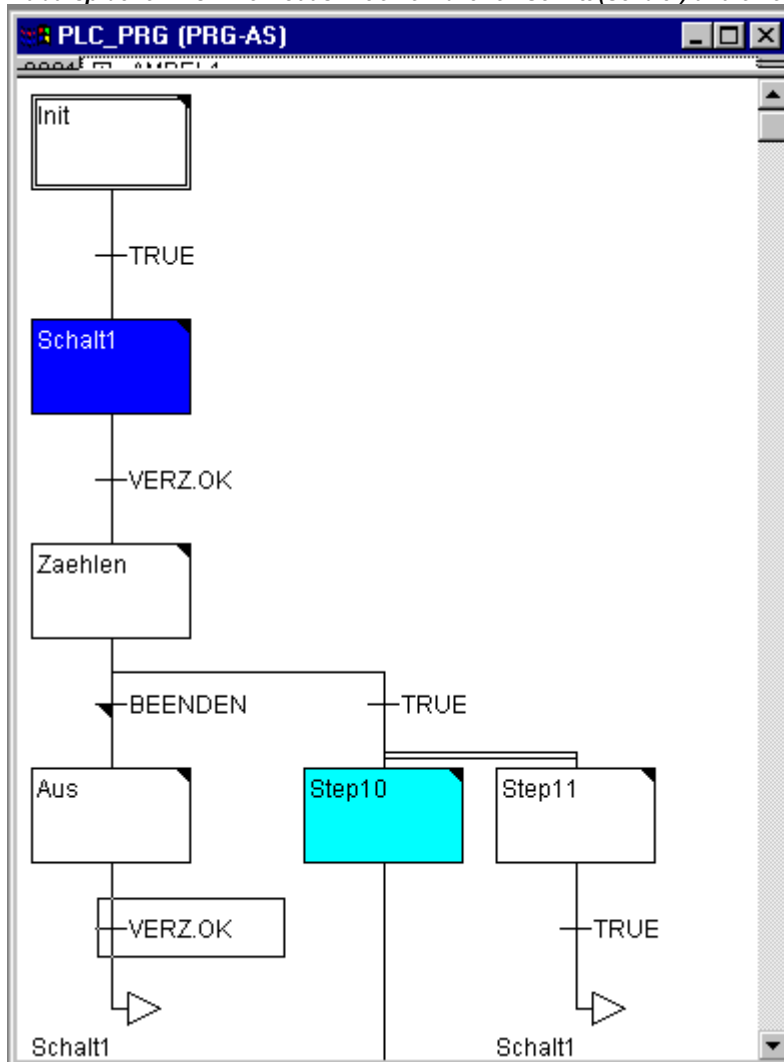 PLC_PRG (PRG-AS)
Init
TRUE
Schalt1
VERZ.OK
Zaehlen
BEENDEN
TRUE
Aus
Step10
Step11
VERZ.OK
TRUE
Schalt1
Schalt1